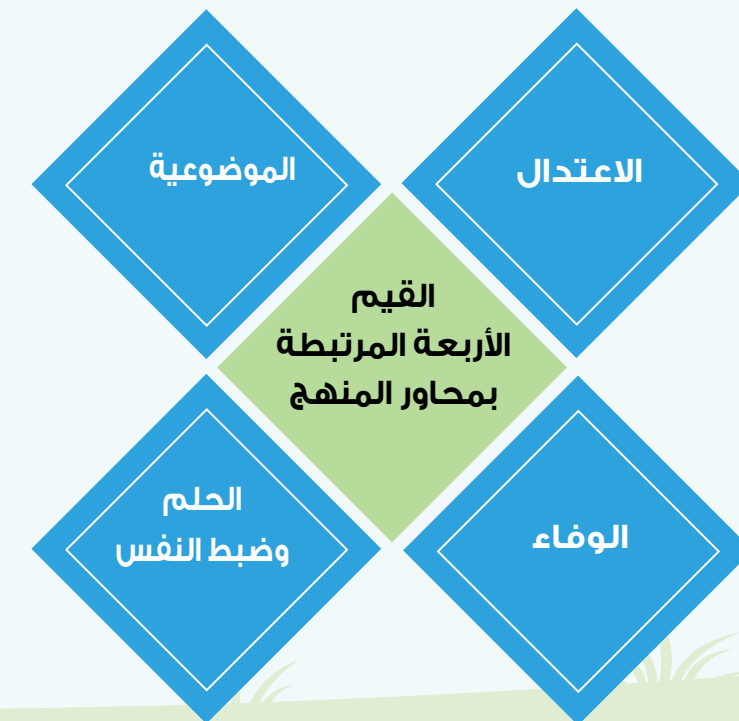 الاعتدال
الموضوعية
القيم
الأربعة المرتبطة
بمحاور المنهج
الوفاء
الحلم
وضبط النفس